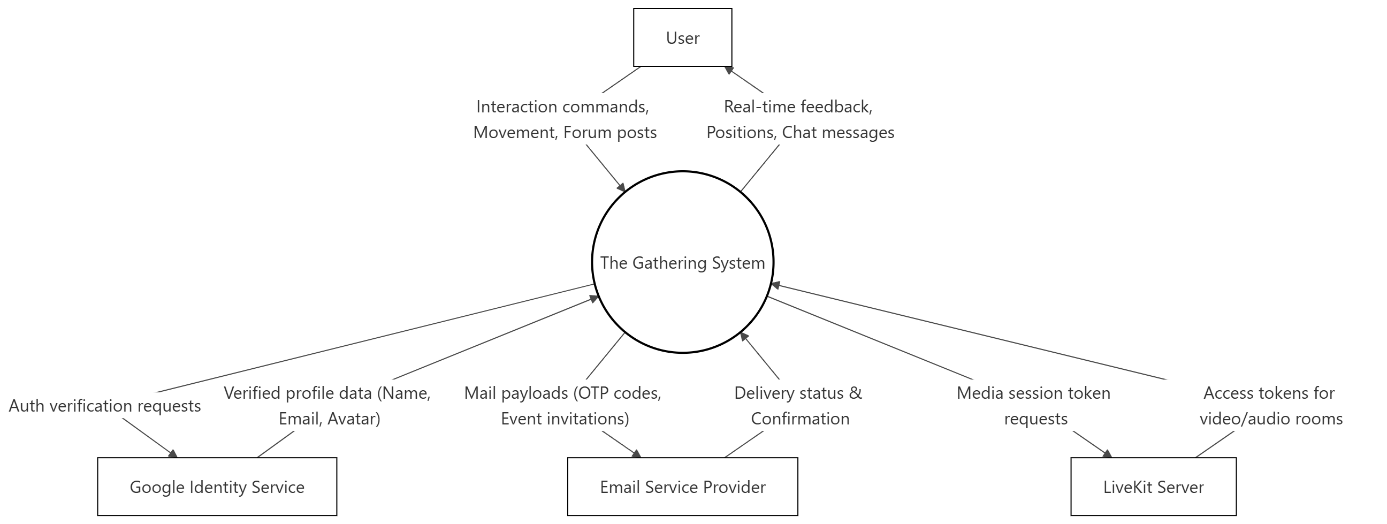 User
Interaction commands,
Movement, Forum posts
Real-time feedback,
Positions, Chat messages
The Gathering System
Auth verification requests
Verified profile data (Name,
Email, Avatar)
Mail payloads (OTP codes,
Event invitations)
Delivery status &
Confirmation
Media session token
requests
Access tokens for
video/audio rooms
Google Identity Service
Email Service Provider
LiveKit Server